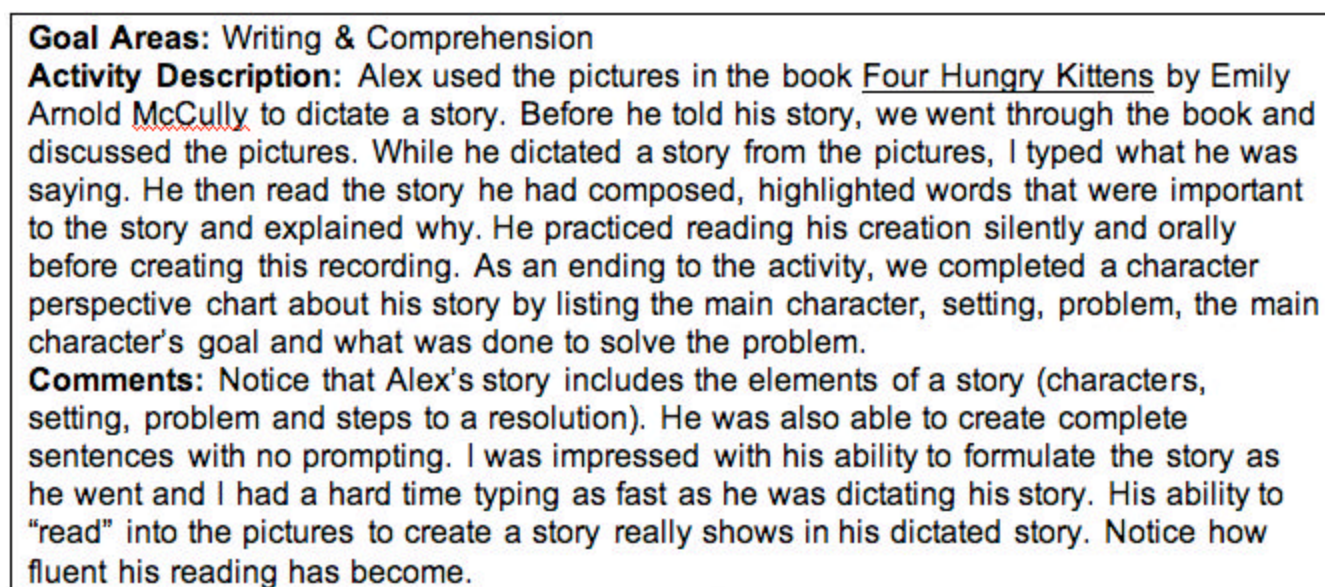 Goal Areas: Writing & Comprehension
Activity Description: Alex used the pictures in the book Four Hungry Kittens by Emily
Arnold McCully to dictate a story. Before he told his story, we went through the book and
discussed the pictures. While he dictated a story from the pictures, I typed what he was
saying. He then read the story he had composed, highlighted words that were important
to the story and explained why. He practiced reading his creation silently and orally
before creating this recording. As an ending to the activity, we completed a character
perspective chart about his story by listing the main character, setting, problem, the main
character’s goal and what was done to solve the problem.
Comments: Notice that Alex’s story includes the elements of a story (characters,
setting, problem and steps to a resolution). He was also able to create complete
sentences with no prompting. I was impressed with his ability to formulate the story as
he went and I had a hard time typing as fast as he was dictating his story. His ability to
“read” into the pictures to create a story really shows in his dictated story. Notice how
fluent his reading has become.